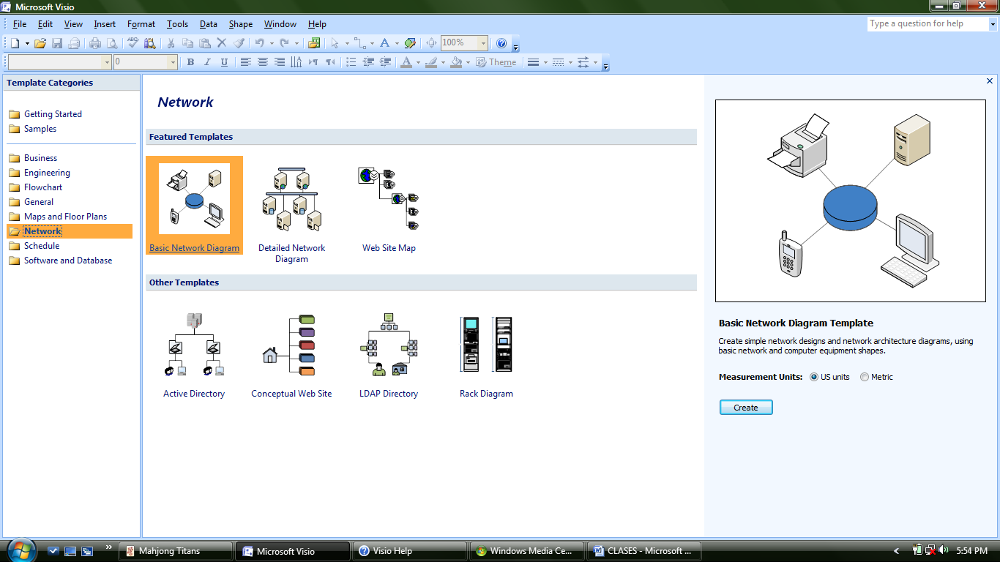 Microsoft Visio
File Edit View Insert Format Tools Data Shape Window Help
Type a question for help
ABC
A
100%
0
B I U
A
Theme
Template Categories
Getting Started
Samples
Business
Engineering
Flowchart
General
Maps and Floor Plans
Network
Schedule
Software and Database
Network
Featured Templates
Basic Network Diagram
Detailed Network
Diagram
Web Site Map
Other Templates
Active Directory
Conceptual Web Site
LDAP Directory
Rack Diagram
Basic Network Diagram Template
Create simple network designs and network architecture diagrams, using
basic network and computer equipment shapes.
Measurement Units: US units Metric
Create
Mahjong Titans
Microsoft Visio
Visio Help
Windows Media Ce...
CLASES - Microsoft ...
5:54 PM